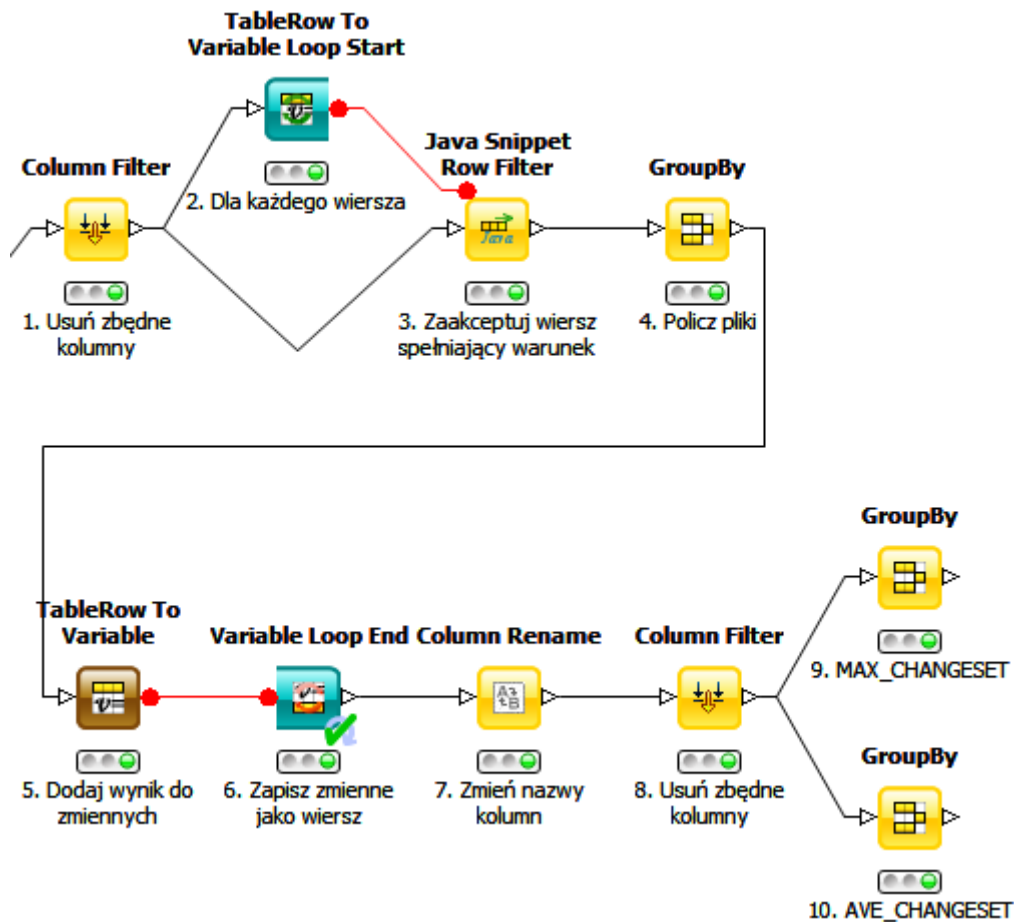 TableRow To
Variable Loop Start
2. Dla każdego wiersza
Column Filter
1. Usuń zbędne
kolumny
Java Snippet
Row Filter
Java
3. Zaakceptuj wiersz
spełniający warunek
GroupBy
4. Policz pliki
TableRow To
Variable
5. Dodaj wynik do
zmiennych
Variable Loop End
6. Zapisz zmienne
jako wiersz
Column Rename
7. Zmień nazwy
kolumn
Column Filter
8. Usuń zbędne
kolumny
GroupBy
9. MAX_CHANGESET
GroupBy
10. AVE_CHANGESET